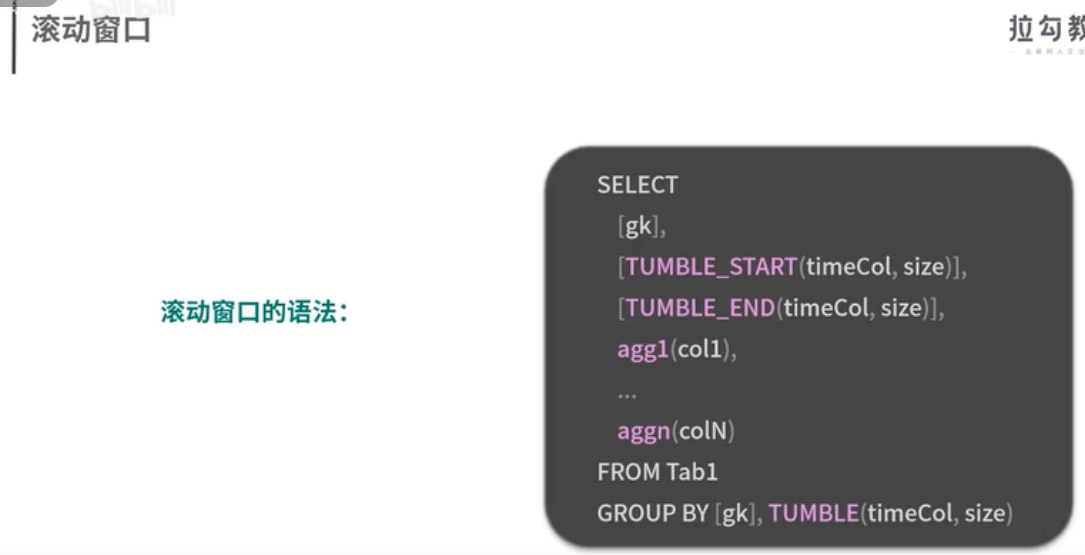 滚动窗口
拉勾教
滚动窗口的语法：
SELECT
[gk],
[TUMBLE_START(timeCol, size)],
[TUMBLE_END(timeCol, size)],
agg1(col1),
...
aggn(colN)
FROM Tab1
GROUP BY [gk], TUMBLE(timeCol, size)